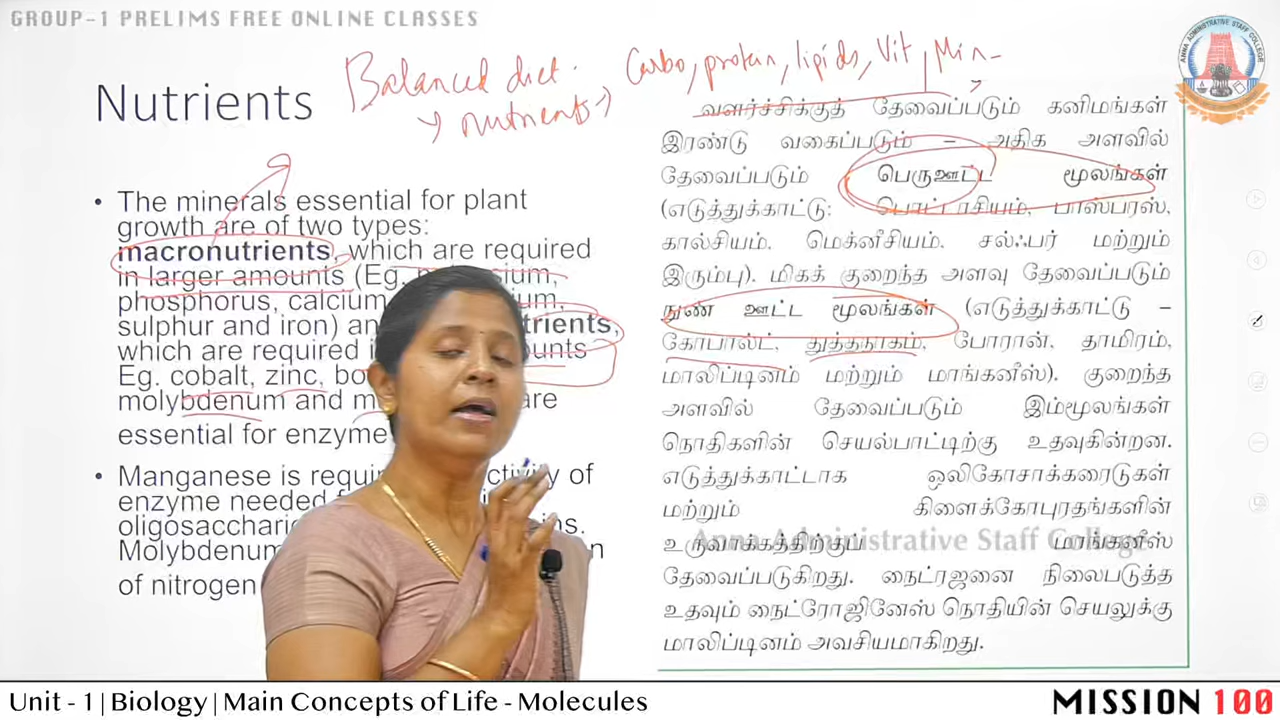 GROUP-1 PRELIMS FREE ONLINE CLASSES
ANNA ADMINISTRATIVE STAFF COLLEGE
Balanced diet.
nutrients
Carbo, protein, lipids, Vit, Min
Nutrients
• The minerals essential for plant
growth are of two types:
macronutrients, which are required
in larger amounts (Eg.
phosphorus, calcium
sulphur and iron)
which are required
Eg. cobalt, zinc,
molybdenum and
essential for enzyme
• Manganese is
enzyme needed
Molybdenum
of nitrogen
வளர்ச்சிக்குத் தேவைப்படும் கனிமங்கள்
இரண்டு வகைப்படும் – அதிக அளவில்
தேவைப்படும் பெருஊட்ட மூலங்கள்
(எடுத்துக்காட்டு: பொட்டாசியம், பாஸ்பரஸ்,
கால்சியம், மெக்னீசியம், சல்ஃபர் மற்றும்
இரும்பு). மிகக் குறைந்த அளவு தேவைப்படும்
நுண் ஊட்ட மூலங்கள் (எடுத்துக்காட்டு –
கோபால்ட், துத்தநாகம், போரான், தாமிரம்,
மாலிப்டினம் மற்றும் மாங்கனீஸ்). குறைந்த
அளவில் தேவைப்படும் இம்மூலங்கள்
நொதிகளின் செயல்பாட்டிற்கு உதவுகின்றன.
எடுத்துக்காட்டாக ஒலிகோசாக்கரைடுகள்
மற்றும் கிளைக்கோபுரதங்களின்
உருவாக்கத்திற்குப் மாங்கனீஸ்
Anna Administrative Staff College
தேவைப்படுகிறது. நைட்ரஜனை நிலைபடுத்த
உதவும் நைட்ரோஜினேஸ் நொதியின் செயலுக்கு
மாலிப்டினம் அவசியமாகிறது.
Unit - 1 | Biology | Main Concepts of Life - Molecules
MISSION 100